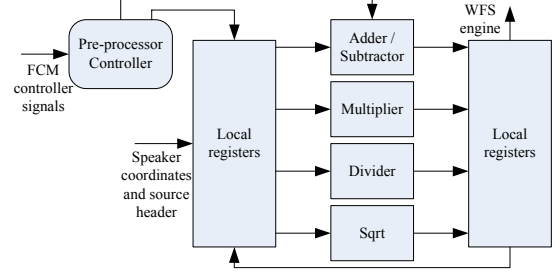 WFS
engine
Pre-processor
Controller
Adder /
Subtractor
FCM
controller
signals
Multiplier
Local
registers
Local
registers
Speaker
coordinates
and source
header
Divider
Sqrt